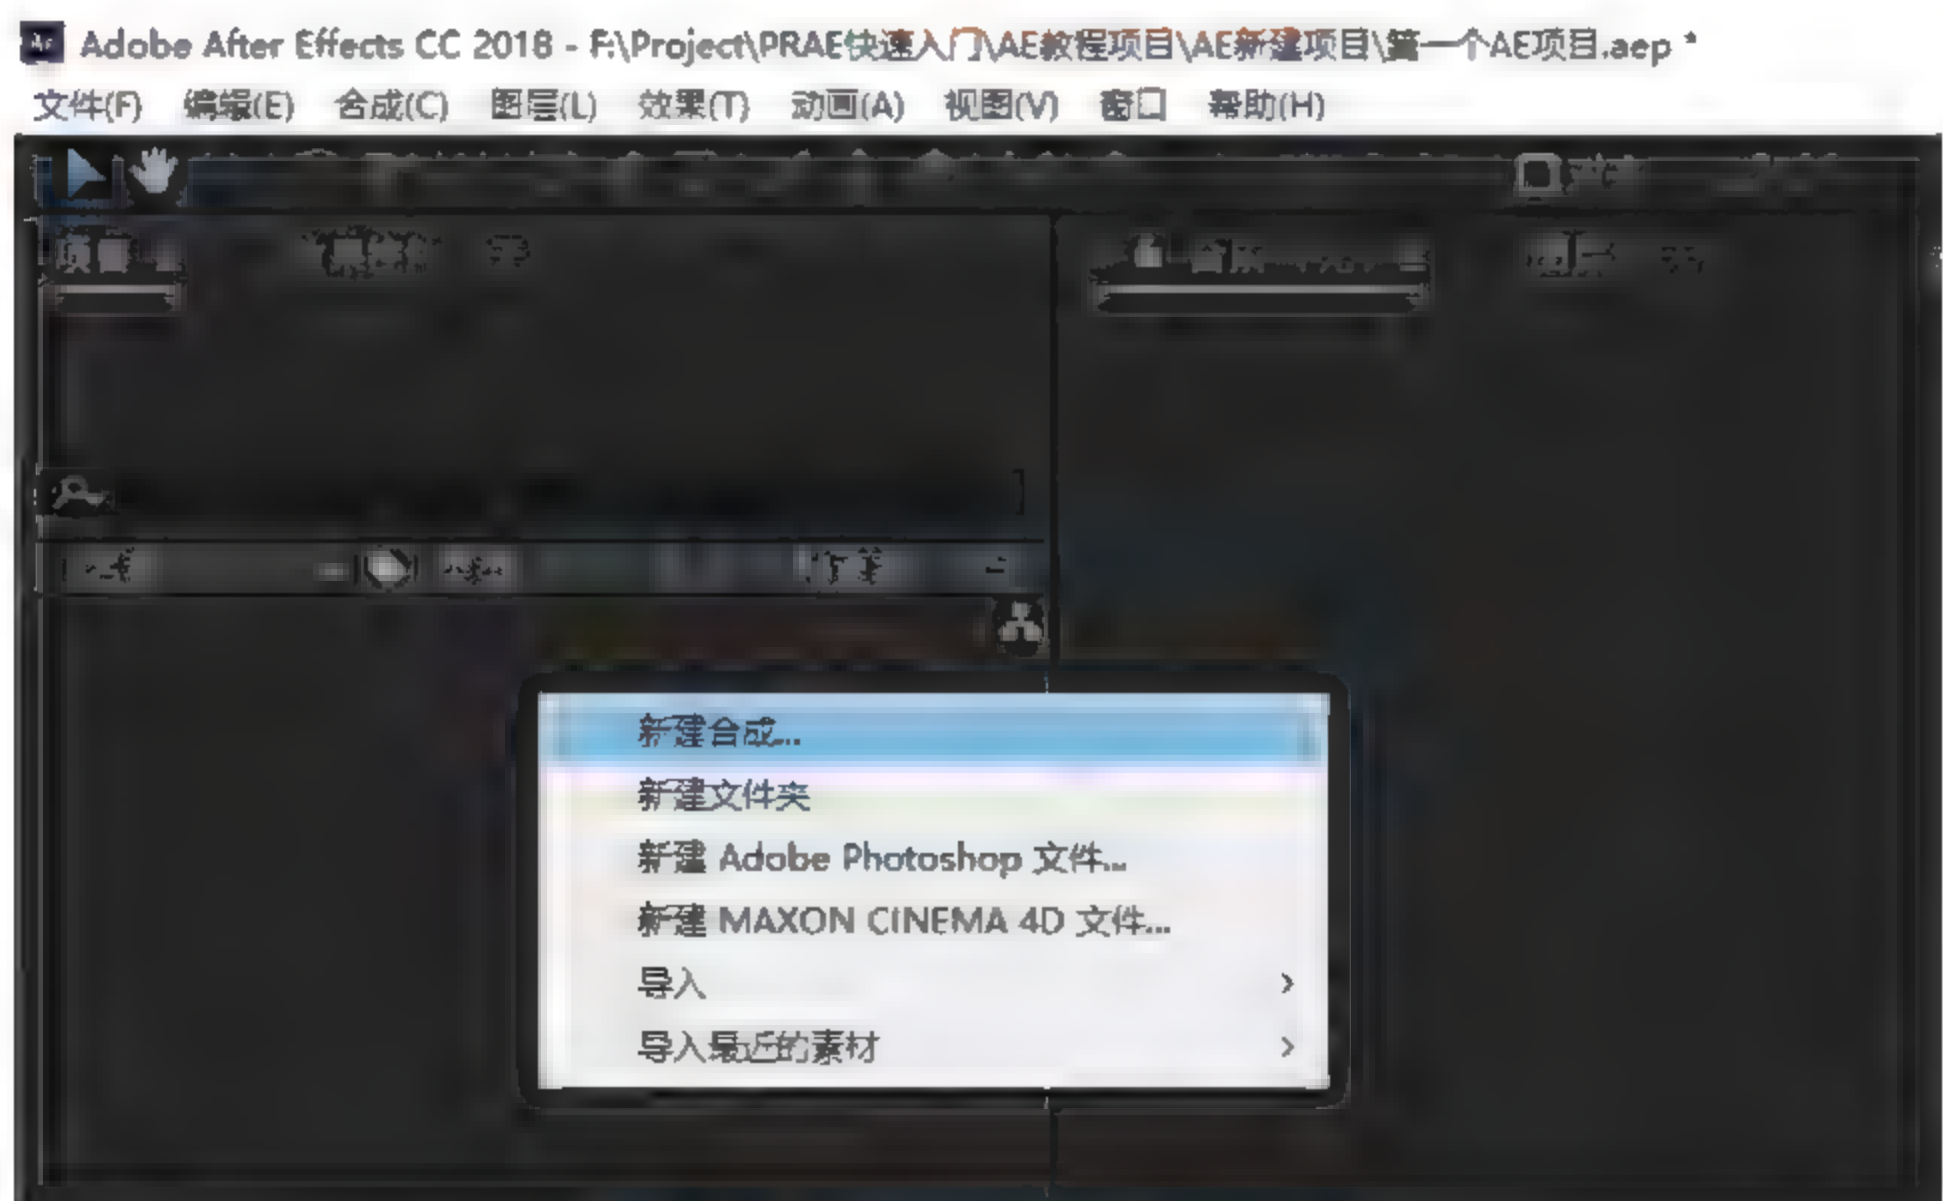 Adobe After Effects CC 2018 - F:\Project\PRAE快速入门\AE教程项目\AE新建项目\第一个AE项目.aep *
文件(F) 编辑(E) 合成(C) 图层(L) 效果(T) 动画(A) 视图(V) 窗口 帮助(H)
新建合成...
新建文件夹
新建 Adobe Photoshop 文件...
新建 MAXON CINEMA 4D 文件...
导入
导入最近的素材